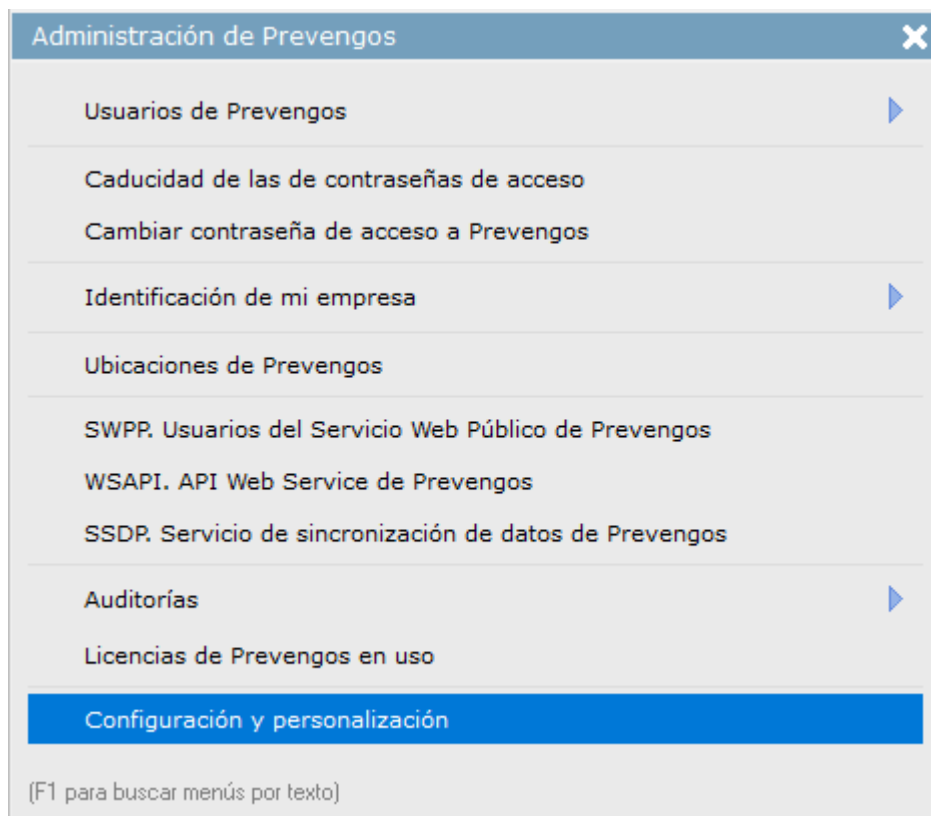 Administración de Prevengos
Usuarios de Prevengos
Caducidad de las de contraseñas de acceso
Cambiar contraseña de acceso a Prevengos
Identificación de mi empresa
Ubicaciones de Prevengos
SWPP. Usuarios del Servicio Web Público de Prevengos
WSAPI. API Web Service de Prevengos
SSDP. Servicio de sincronización de datos de Prevengos
Auditorías
Licencias de Prevengos en uso
Configuración y personalización
(F1 para buscar menús por texto)